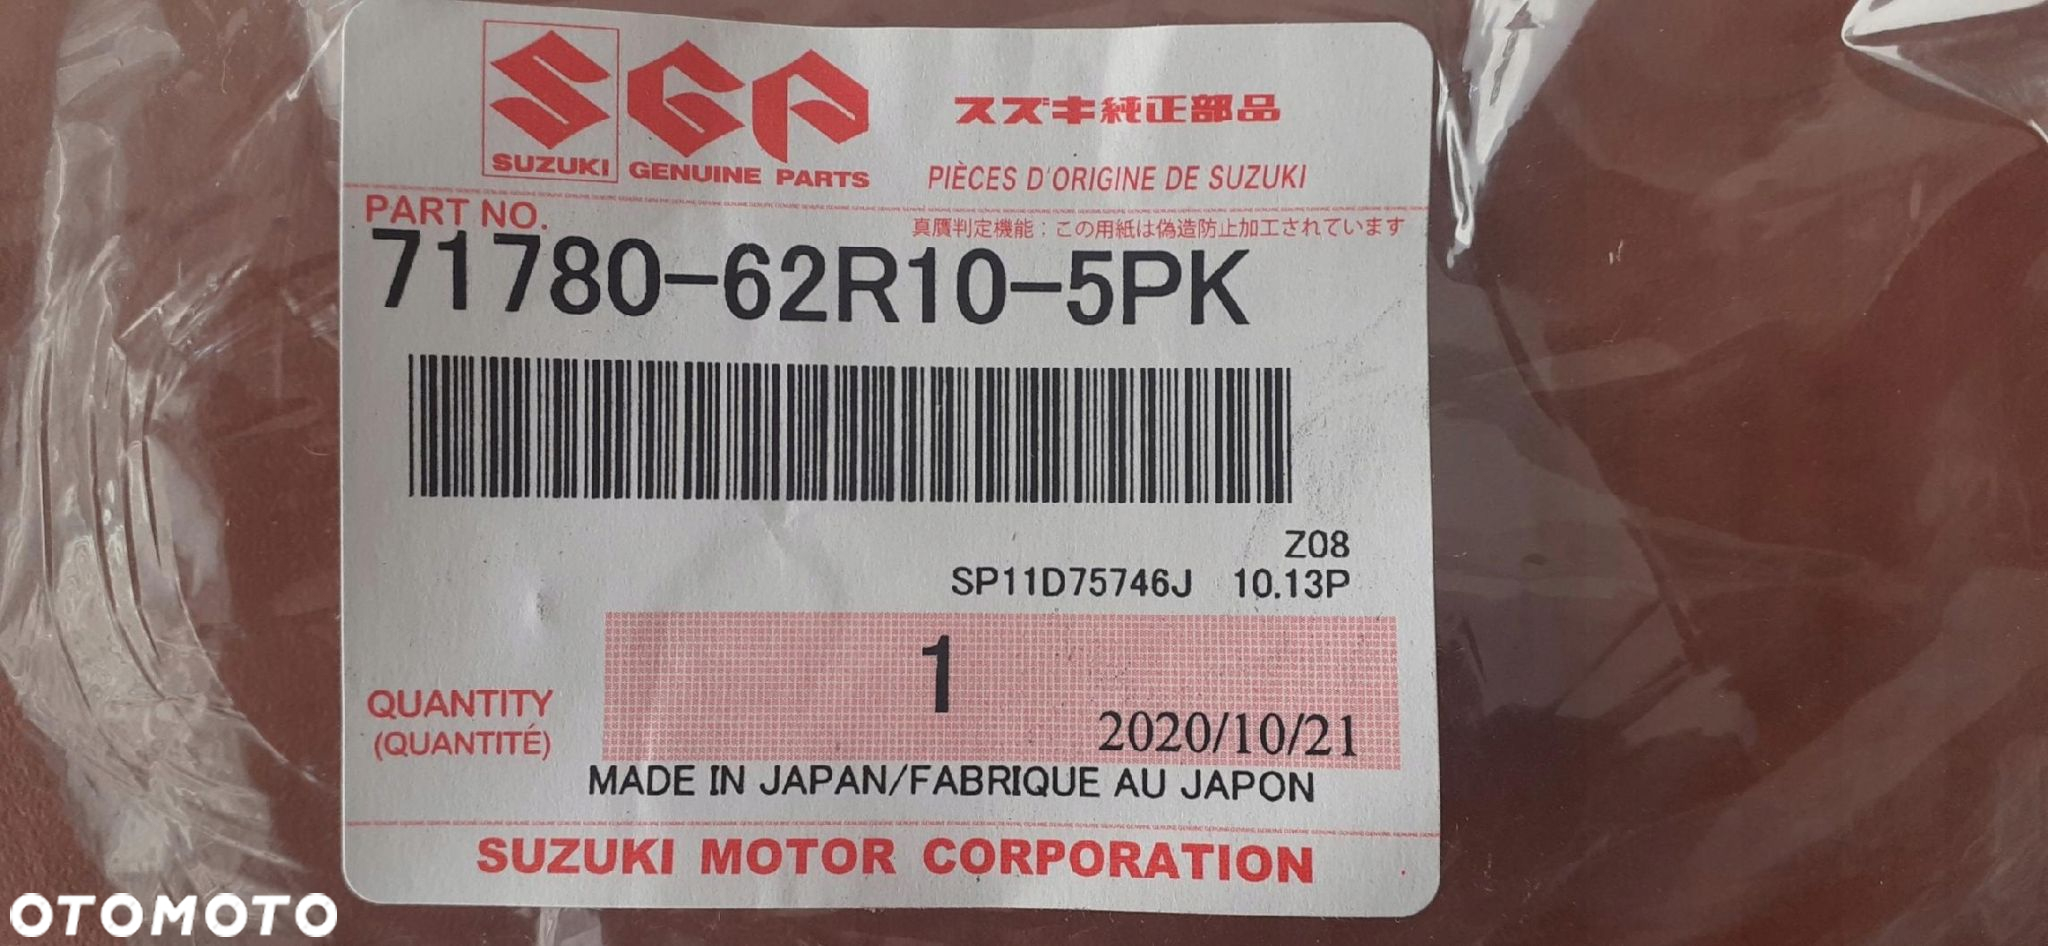 SUZUKI
SGP
GENUINE PARTS
スズキ純正部品
PIÈCES D'ORIGINE DE SUZUKI
PART NO.
真贋判定機能：この用紙は偽造防止加工されています
71780-62R10-5PK
Z08
SP11D75746J 10.13P
QUANTITY
(QUANTITÉ)
1
2020/10/21
MADE IN JAPAN/FABRIQUE AU JAPON
SUZUKI MOTOR CORPORATION
OTOMOTO